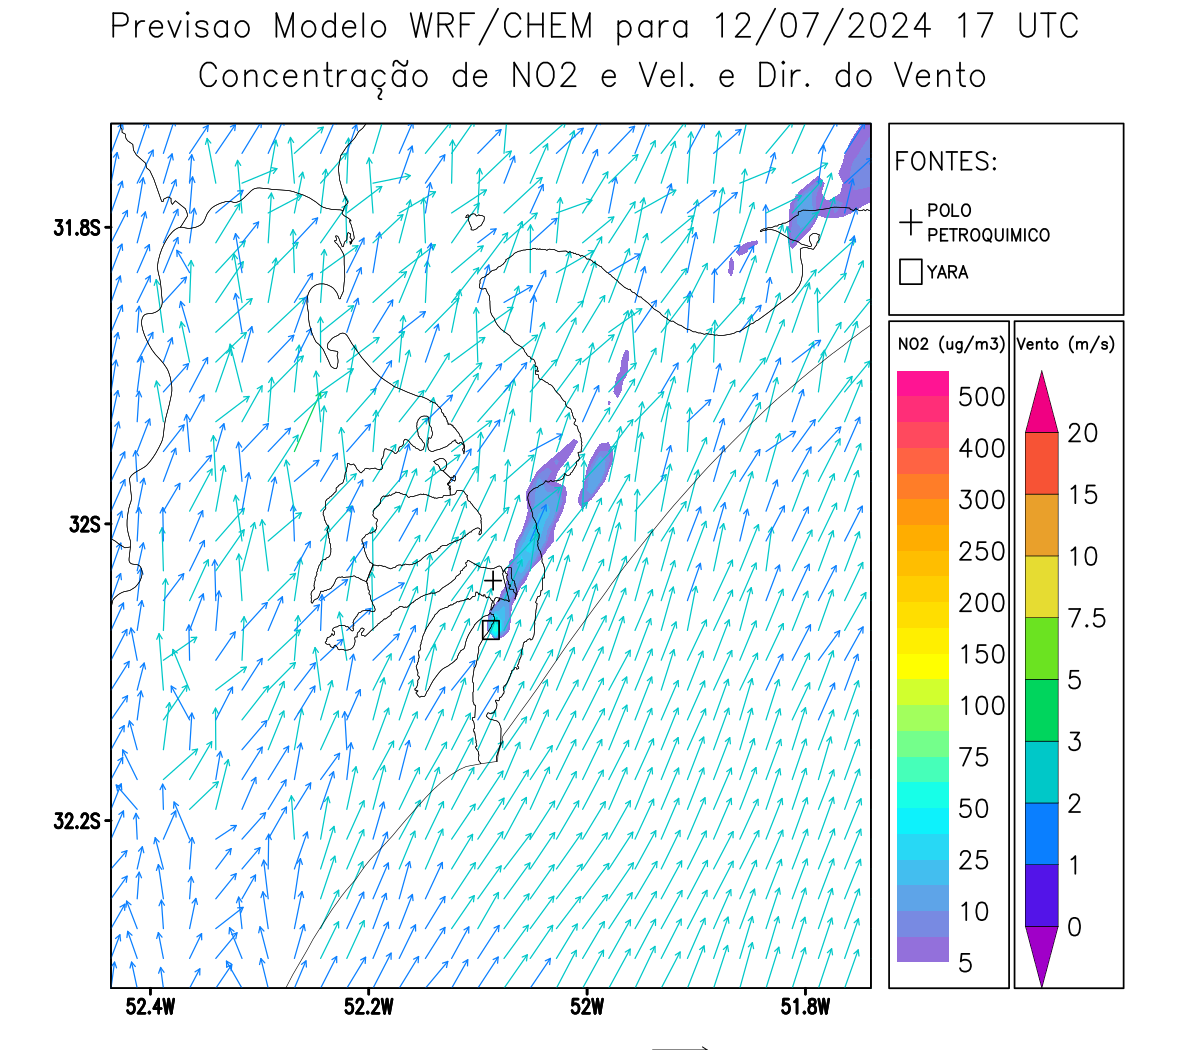 Previsao Modelo WRF/CHEM para 12/07/2024 17 UTC
Concentração de NO2 e Vel. e Dir. do Vento
31.8S
32S
32.2S
52.4W
52.2W
52W
51.8W
FONTES:
POLO
PETROQUIMICO
YARA
NO2 (ug/m3)
500
400
300
250
200
150
100
75
50
25
10
5
Vento (m/s)
20
15
10
7.5
5
3
2
1
0